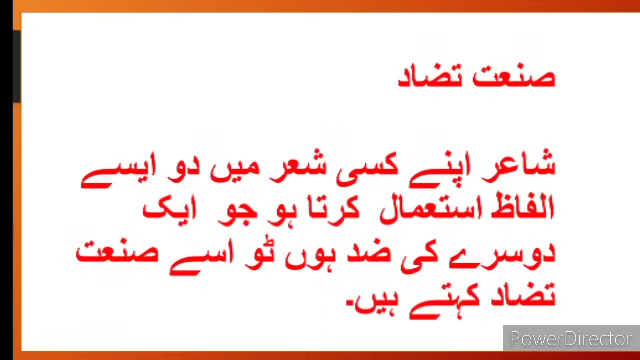 صنعت تضاد
شاعر اپنے کسی شعر میں دو ایسے
الفاظ استعمال کرتا ہو جو ایک
دوسرے کی ضد ہوں ٹو اسے صنعت
تضاد کہتے ہیں۔
PowerDirector